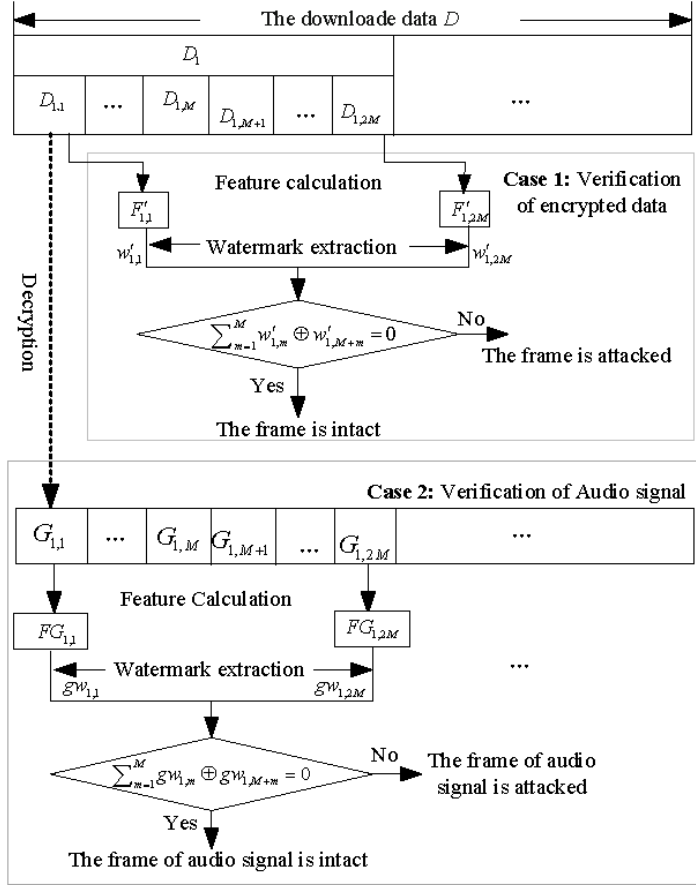 The downloade data D
D₁
D₁,₁ ... D₁,M D₁,M+1 ... D₁,2M ...
Feature calculation
Case 1: Verification
of encrypted data
F′₁,₁ F′₁,2M
w′₁,₁ Watermark extraction w′₁,2M
Decryption
∑ᵐ₌₁ᴹ w′₁,m ⊕ w′₁,M+m = 0
No
The frame is attacked
Yes
The frame is intact
Case 2: Verification of Audio signal
G₁,₁ ... G₁,M G₁,M+1 ... G₁,2M ...
Feature Calculation
FG₁,₁ FG₁,2M
Watermark extraction ...
gw₁,₁ gw₁,2M
∑ᵐ₌₁ᴹ gw₁,m ⊕ gw₁,M+m = 0
No
The frame of audio
signal is attacked
Yes
The frame of audio signal is intact